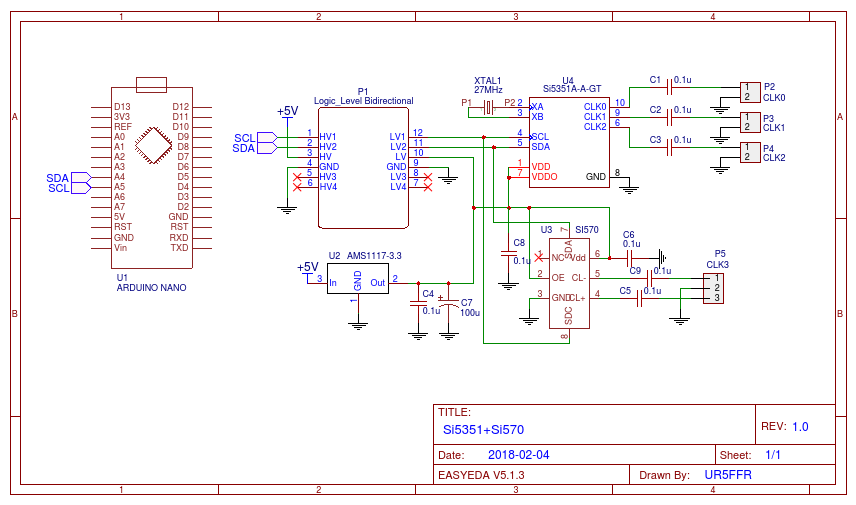 1 2 3 4
A
B
A
B
D13 D12
3V3 D11
REF D10
A0 D9
A1 D8
A2 D7
A3 D6
A4 D5
A5 D4
A6 D3
A7 D2
5V GND
RST RST
GND RXD
Vin TXD
SDA
SCL
U1
ARDUINO NANO
P1
Logic_Level Bidirectional
+5V
SCL
SDA
1 HV1 LV1 12
2 HV2 LV2 11
3 HV LV 10
4 GND GND 9
5 HV3 LV3 8
6 HV4 LV4 7
U2 AMS1117-3.3
+5V
3 In GND Out 2
1
C4
0.1u
C7
100u
+
XTAL1
27MHz
P1 P2
U4
Si5351A-A-GT
2 XA CLK0 10
3 XB CLK1 9
CLK2 6
4 SCL
5 SDA
1 VDD
7 VDDO GND 8
C1 0.1u
C2 0.1u
C3 0.1u
1 P2
2 CLK0
1 P3
2 CLK1
1 P4
2 CLK2
C8
0.1u
U3 SI570
7
SDA
1 NC Vdd 6
2 OE CL- 5
3 GND CL+ 4
SDC
8
C6
0.1u
C9 0.1u
C5 0.1u
P5
CLK3
1
2
3
TITLE:
Si5351+Si570
REV: 1.0
Date: 2018-02-04 Sheet: 1/1
EASYEDA V5.1.3 Drawn By: UR5FFR
1 2 3 4